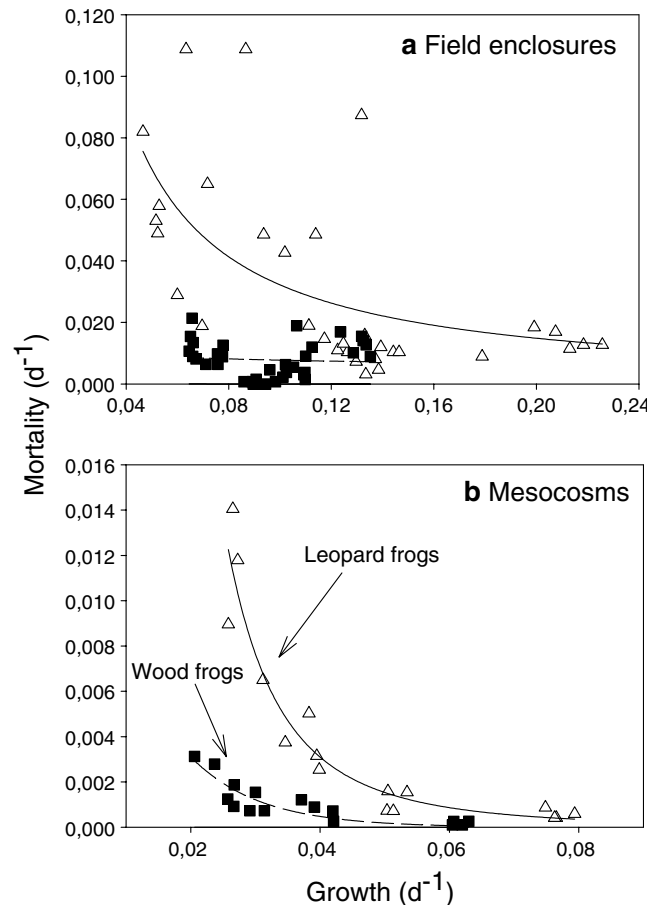 a Field enclosures
0,120
0,100
0,080
0,060
0,040
0,020
0,000
0,04 0,08 0,12 0,16 0,20 0,24
Mortality (d-1)
b Mesocosms
0,016
0,014
0,012
0,010
0,008
0,006
0,004
0,002
0,000
Leopard frogs
Wood frogs
0,02 0,04 0,06 0,08
Growth (d-1)